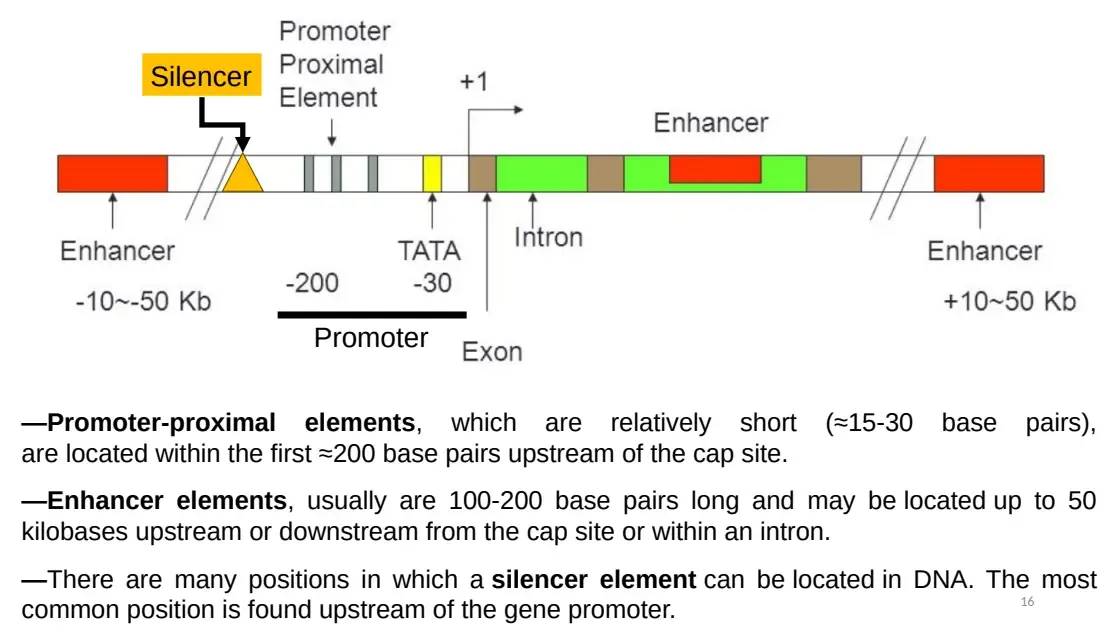 Promoter
Proximal
Element
Silencer
+1
Enhancer
Enhancer
-10~-50 Kb
TATA
-200
-30
Promoter
Intron
Exon
Enhancer
+10~50 Kb
—Promoter-proximal elements, which are relatively short (≈15-30 base pairs),
are located within the first ≈200 base pairs upstream of the cap site.
—Enhancer elements, usually are 100-200 base pairs long and may be located up to 50
kilobases upstream or downstream from the cap site or within an intron.
—There are many positions in which a silencer element can be located in DNA. The most
common position is found upstream of the gene promoter.
16